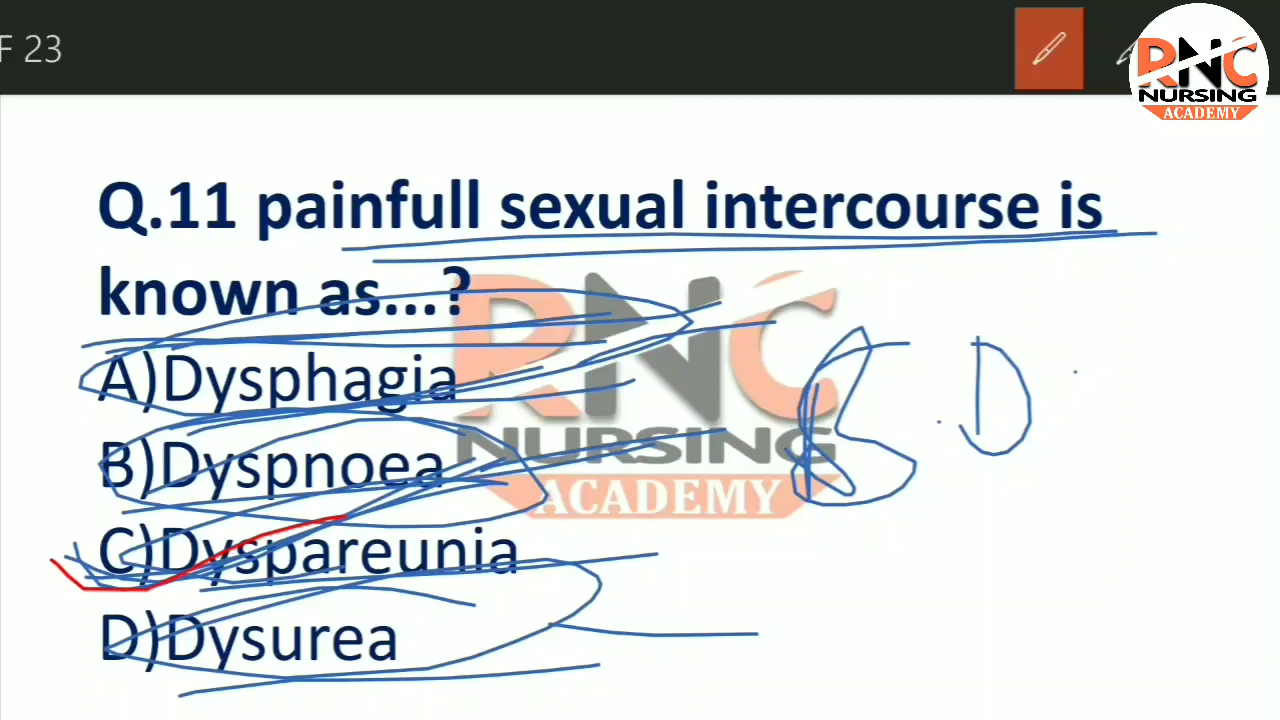 F 23
RNC
NURSING
ACADEMY
Q.11 painfull sexual intercourse is
known as...?
RNC
NURSING
ACADEMY
A)Dysphagia
B)Dyspnoea
C)Dyspareunia
D)Dysurea